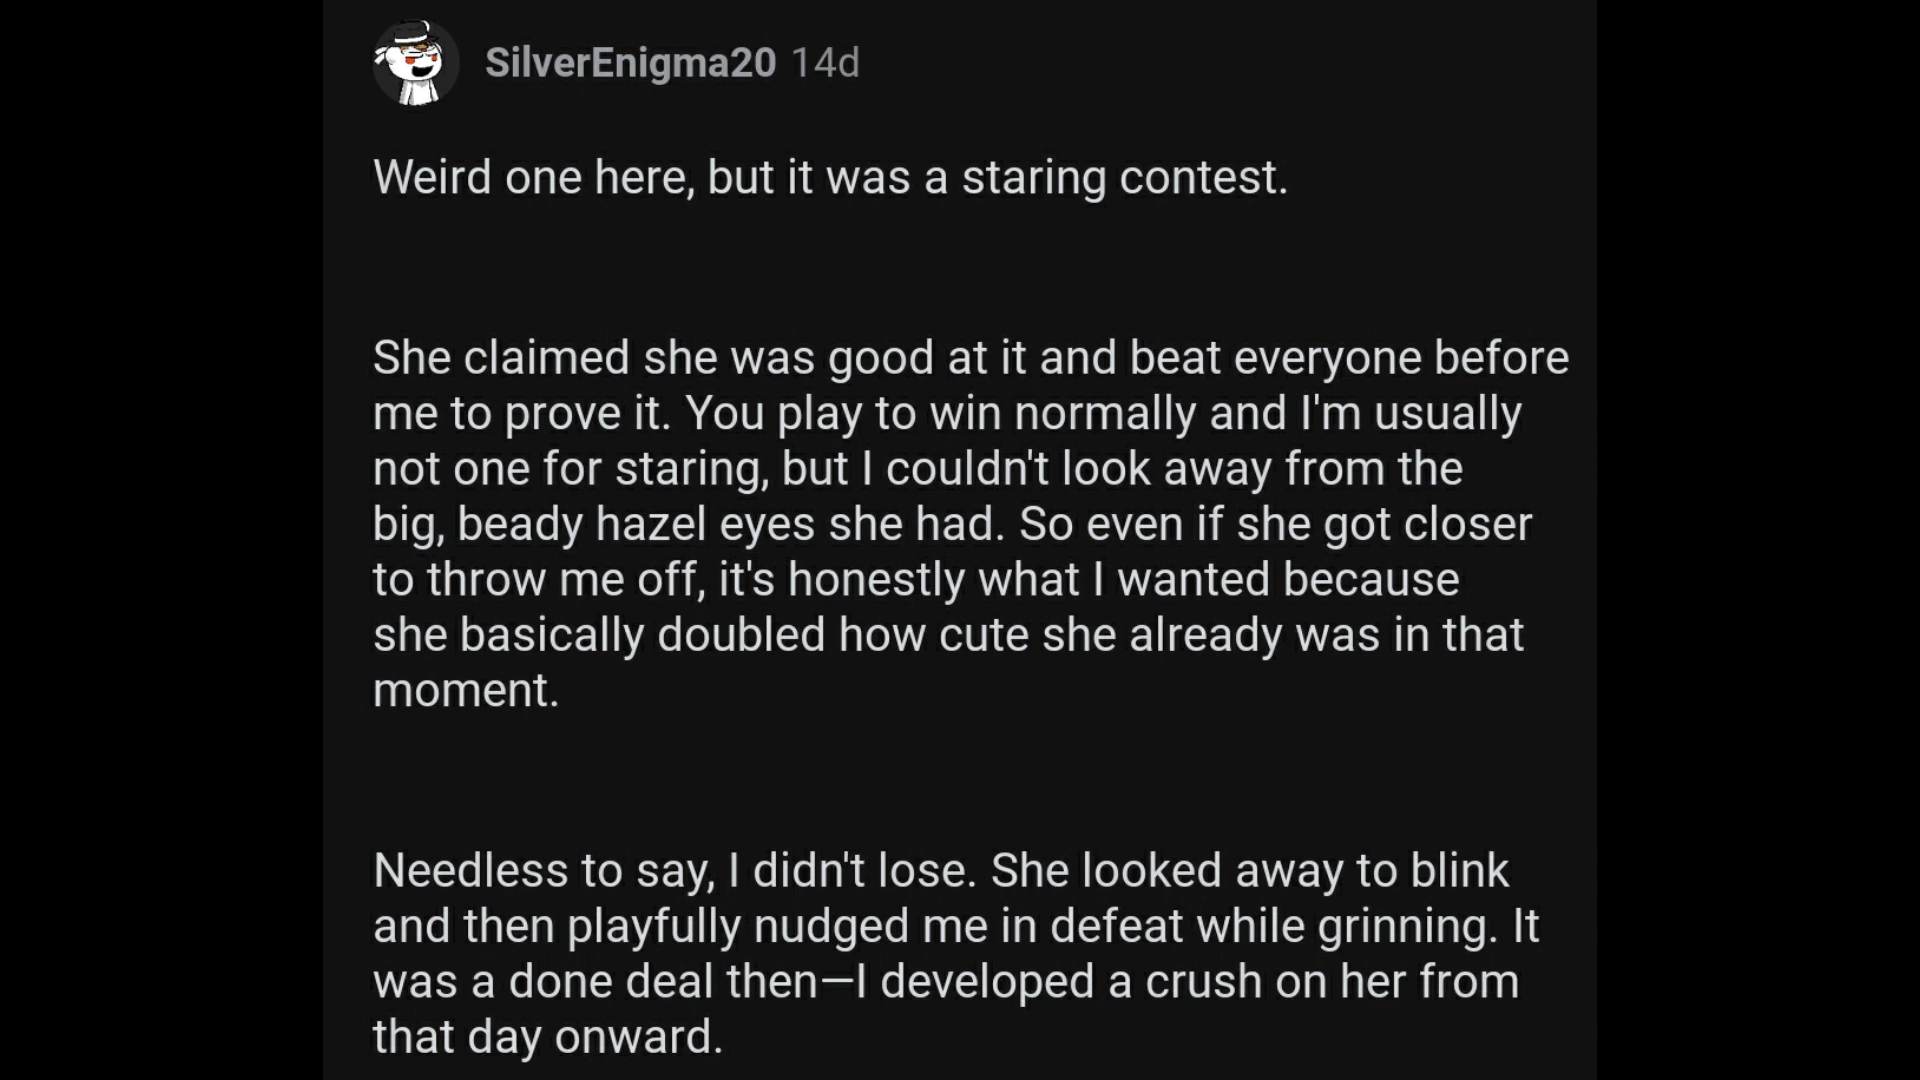 SilverEnigma20 14d
Weird one here, but it was a staring contest.
She claimed she was good at it and beat everyone before
me to prove it. You play to win normally and I'm usually
not one for staring, but I couldn't look away from the
big, beady hazel eyes she had. So even if she got closer
to throw me off, it's honestly what I wanted because
she basically doubled how cute she already was in that
moment.
Needless to say, I didn't lose. She looked away to blink
and then playfully nudged me in defeat while grinning. It
was a done deal then—I developed a crush on her from
that day onward.